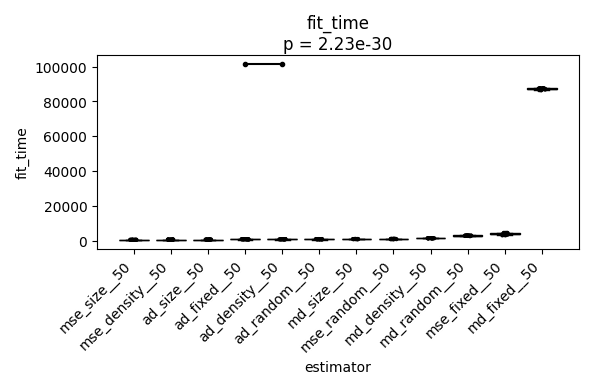 fit_time
p = 2.23e-30
fit_time
100000
80000
60000
40000
20000
0
mse_size__50
mse_density__50
ad_size__50
ad_fixed__50
ad_density__50
ad_random__50
md_size__50
mse_random__50
md_density__50
md_random__50
mse_fixed__50
md_fixed__50
estimator